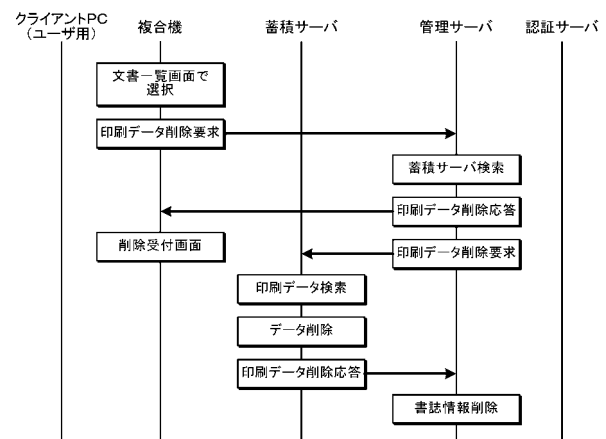 クライアントPC
(ユーザ用)
複合機
蓄積サーバ
管理サーバ
認証サーバ
文書一覧画面で
選択
印刷データ削除要求
蓄積サーバ検索
印刷データ削除応答
削除受付画面
印刷データ削除要求
印刷データ検索
データ削除
印刷データ削除応答
書誌情報削除